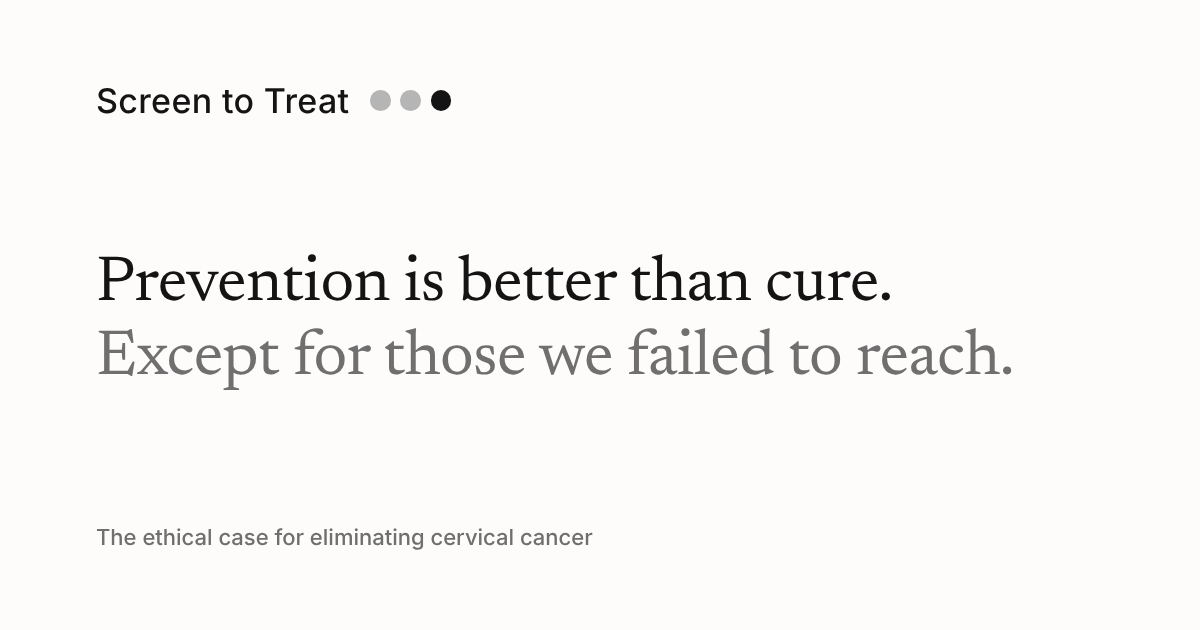 Screen to Treat
Prevention is better than cure.
Except for those we failed to reach.
The ethical case for eliminating cervical cancer